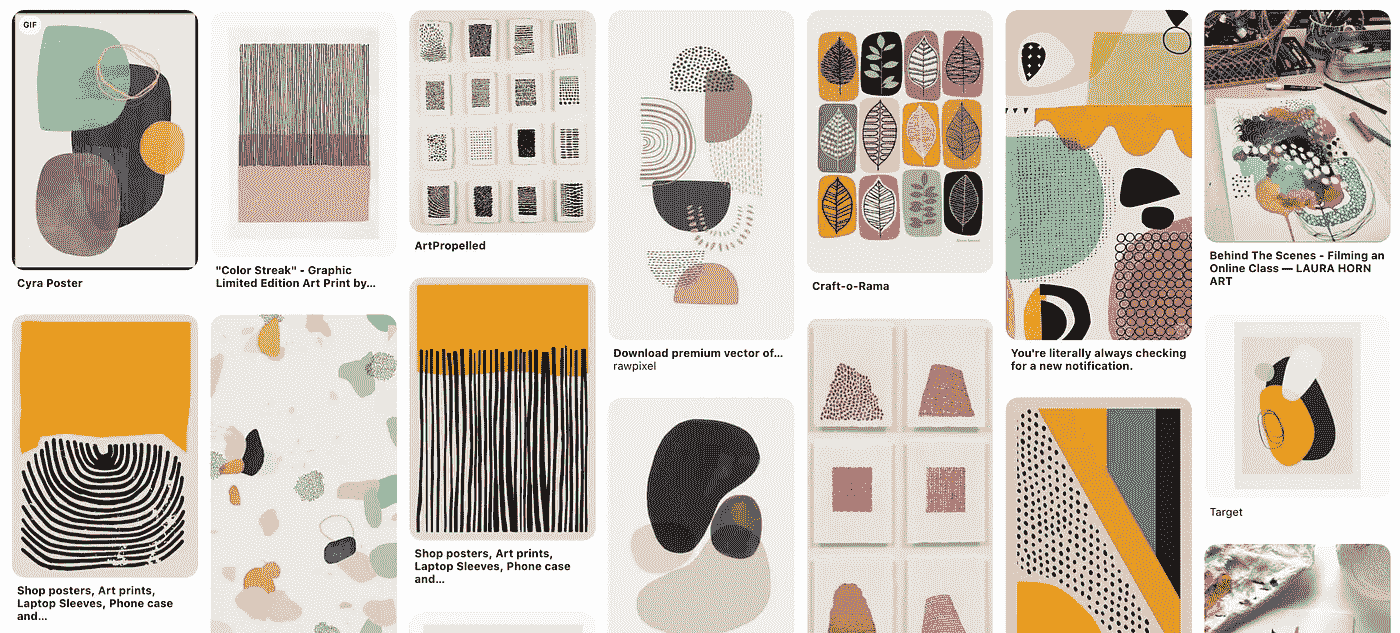 GIF
Cyra Poster
"Color Streak" - Graphic
Limited Edition Art Print by...
ArtPropelled
Download premium vector of...
rawpixel
Craft-o-Rama
You're literally always checking
for a new notification.
Behind The Scenes - Filming an
Online Class — LAURA HORN
ART
Shop posters, Art prints,
Laptop Sleeves, Phone case
and...
Shop posters, Art prints,
Laptop Sleeves, Phone case
and...
Target